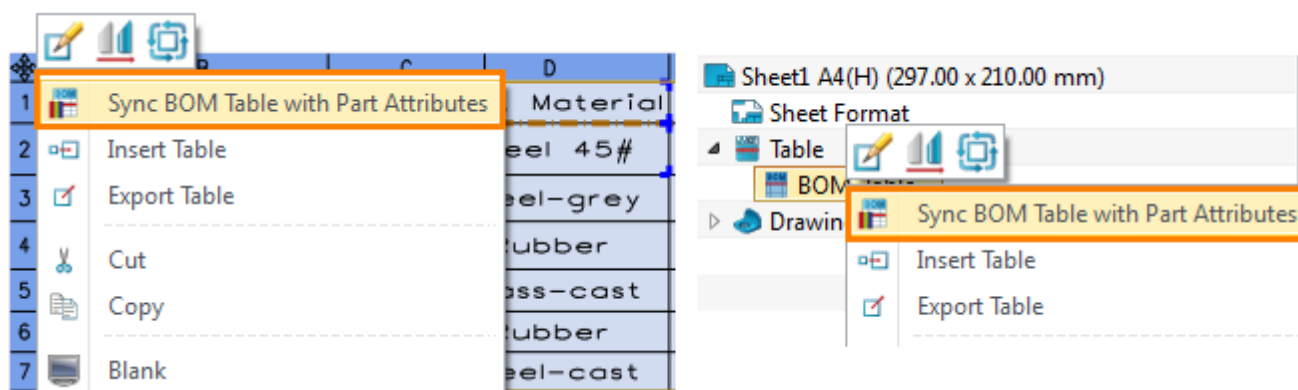 B C D
1 Sync BOM Table with Part Attributes Material
2 Insert Table eel 45#
3 Export Table eel-grey
4 Cut ubber
5 Copy ass-cast
6 ubber
7 Blank eel-cast
Sheet1 A4(H) (297.00 x 210.00 mm)
Sheet Format
Table
BOM Table
Drawin
Sync BOM Table with Part Attributes
Insert Table
Export Table